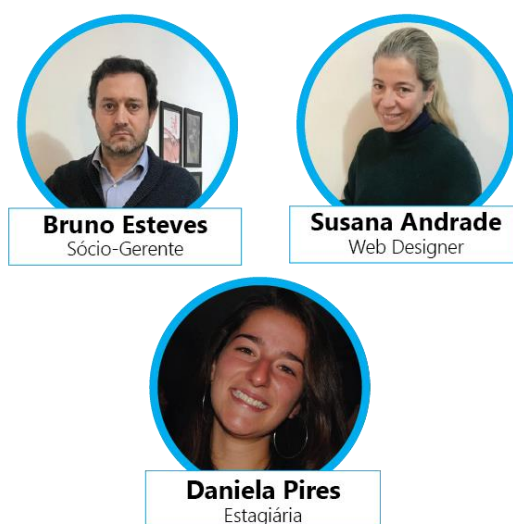 Bruno Esteves
Sócio-Gerente
Susana Andrade
Web Designer
Daniela Pires
Estagiária